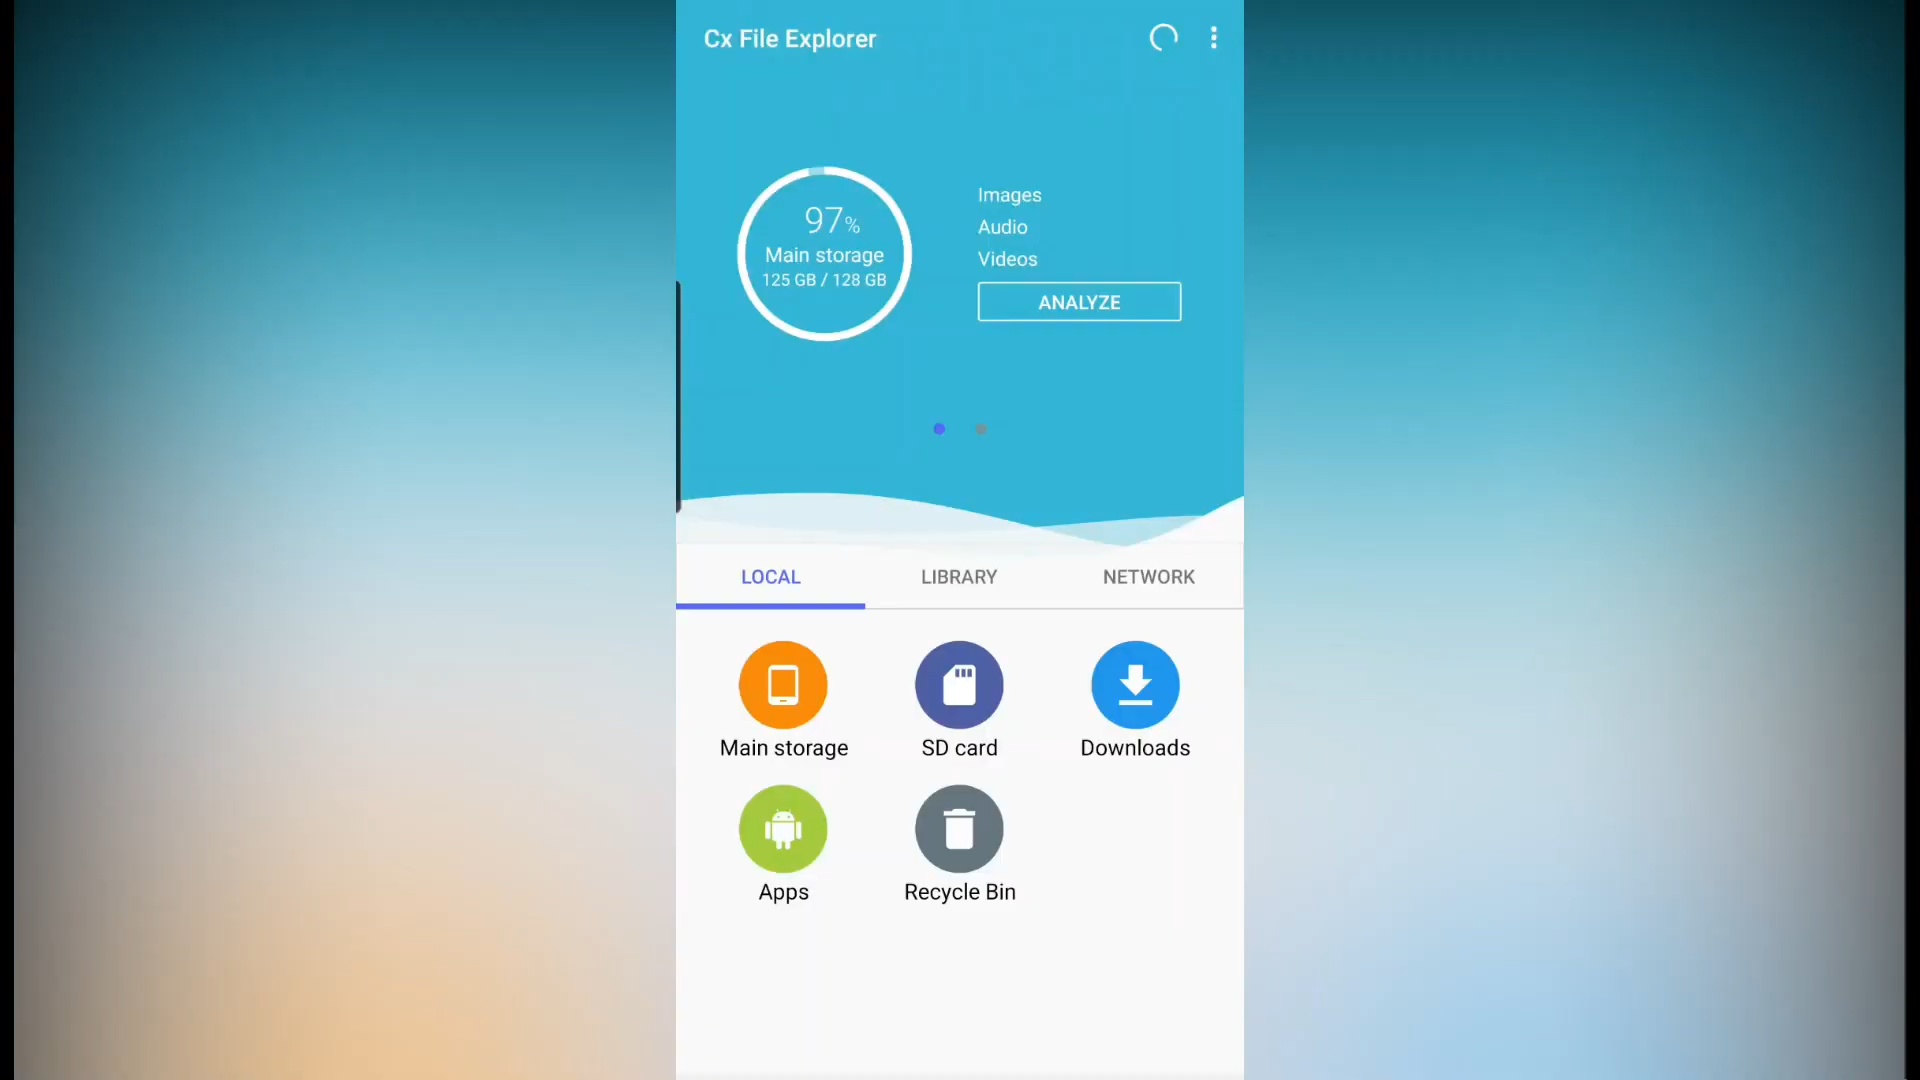 Cx File Explorer
97%
Main storage
125 GB / 128 GB
Images
Audio
Videos
ANALYZE
LOCAL
LIBRARY
NETWORK
Main storage
SD card
Downloads
Apps
Recycle Bin